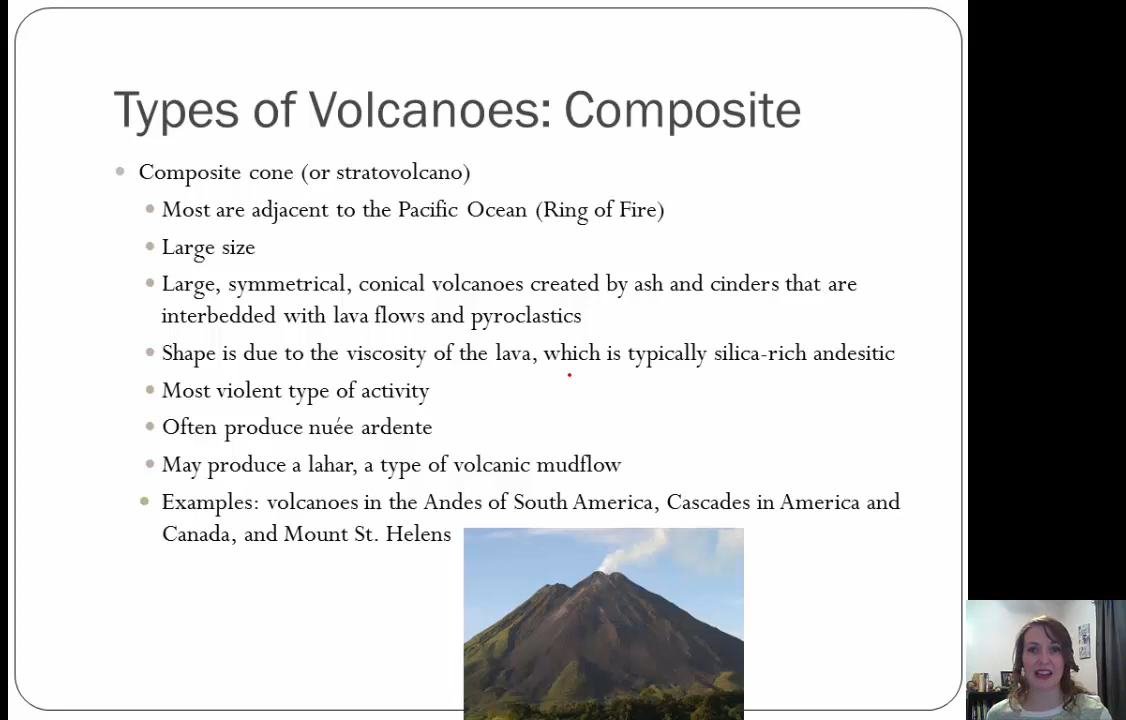 Types of Volcanoes: Composite
Composite cone (or stratovolcano)
Most are adjacent to the Pacific Ocean (Ring of Fire)
Large size
Large, symmetrical, conical volcanoes created by ash and cinders that are
interbedded with lava flows and pyroclastics
Shape is due to the viscosity of the lava, which is typically silica-rich andesitic
Most violent type of activity
Often produce nuée ardente
May produce a lahar, a type of volcanic mudflow
Examples: volcanoes in the Andes of South America, Cascades in America and
Canada, and Mount St. Helens